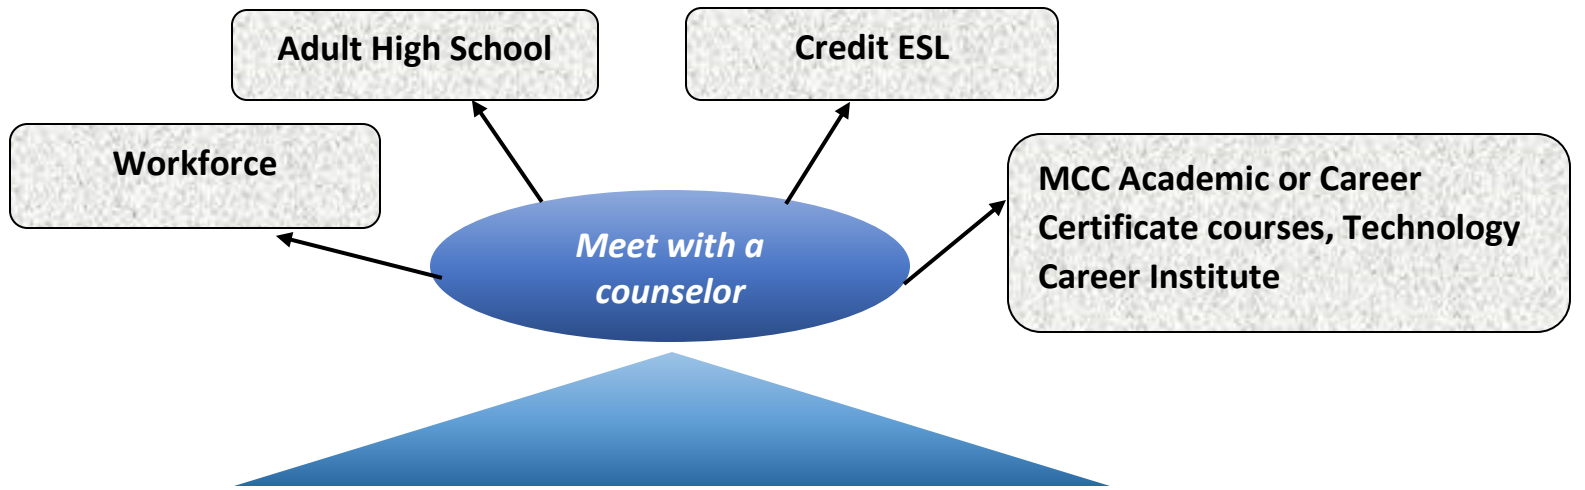 Adult High School
Credit ESL
Workforce
MCC Academic or Career
Certificate courses, Technology
Career Institute
Meet with a
counselor